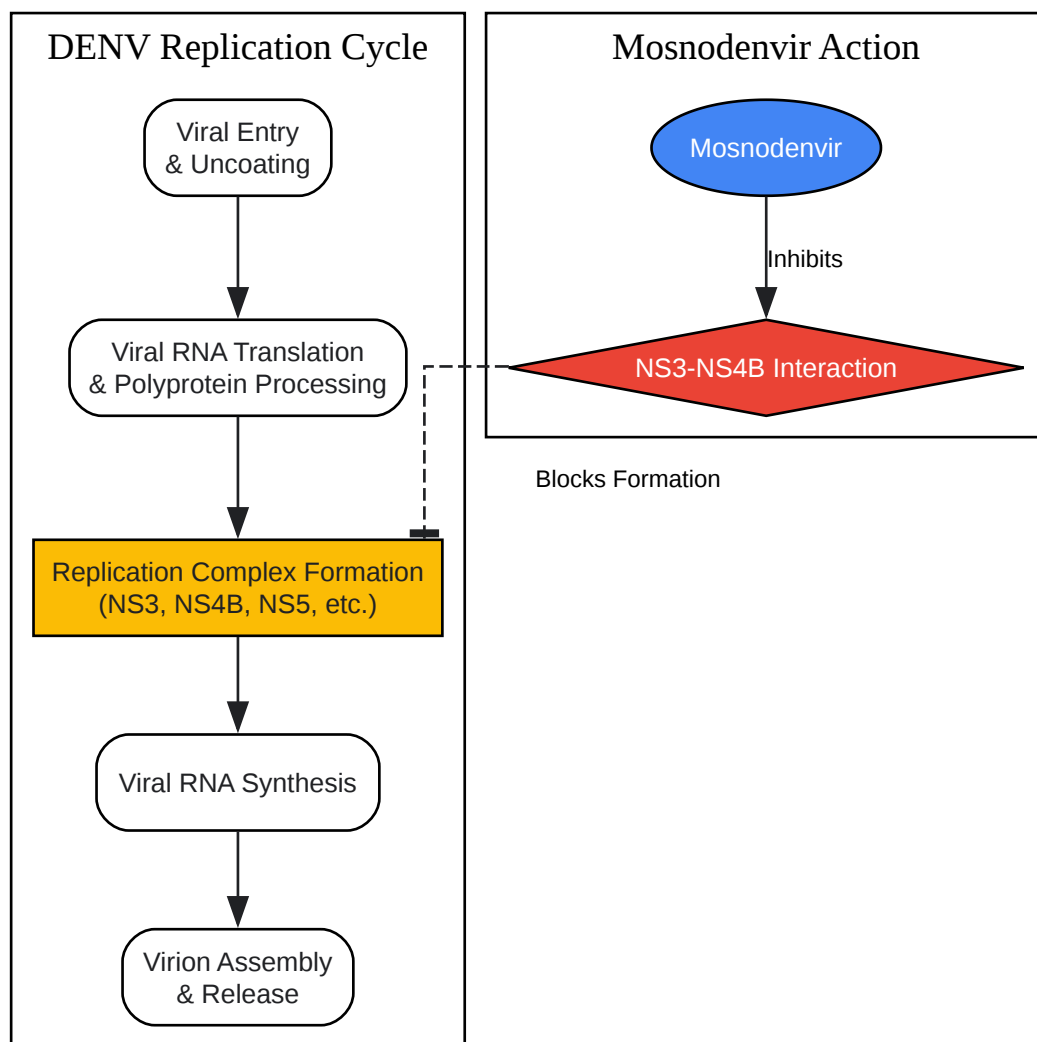 DENV Replication Cycle
Viral Entry
& Uncoating
Viral RNA Translation
& Polyprotein Processing
Replication Complex Formation
(NS3, NS4B, NS5, etc.)
Viral RNA Synthesis
Virion Assembly
& Release
Mosnodenvir Action
Mosnodenvir
Inhibits
NS3-NS4B Interaction
Blocks Formation